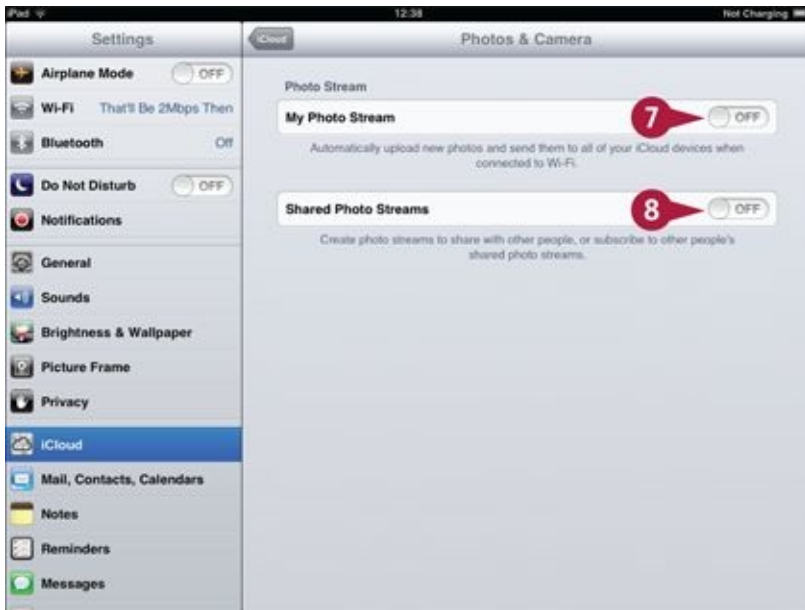 iPad 12:38 Not Charging
Settings
iCloud Photos & Camera
Airplane Mode OFF
Wi-Fi That'll Be 2Mbps Then
Bluetooth Off
Do Not Disturb OFF
Notifications
General
Sounds
Brightness & Wallpaper
Picture Frame
Privacy
iCloud
Mail, Contacts, Calendars
Notes
Reminders
Messages
Photo Stream
My Photo Stream 7 OFF
Automatically upload new photos and send them to all of your iCloud devices when
connected to Wi-Fi.
Shared Photo Streams 8 OFF
Create photo streams to share with other people, or subscribe to other people's
shared photo streams.